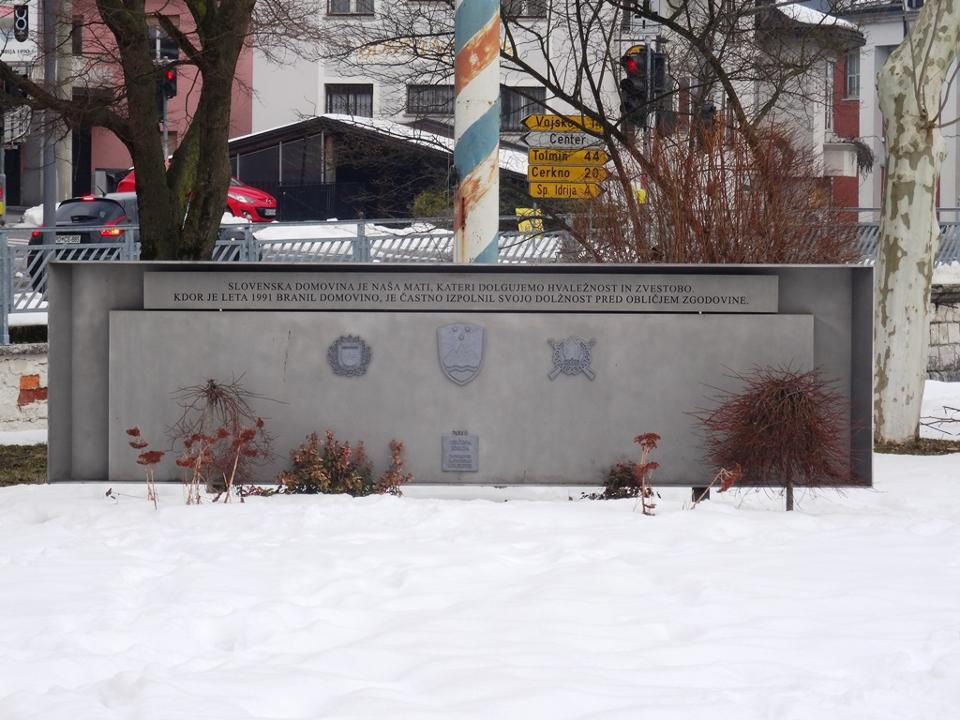 Vojsko
Center
Tolmin 44
Cerkno 20
Sp. Idrija 4
SLOVENSKA DOMOVINA JE NAŠA MATI, KATERI DOLGUJEMO HVALEŽNOST IN ZVESTOBO.
KDOR JE LETA 1991 BRANIL DOMOVINO, JE ČASTNO IZPOLNIL SVOJO DOLŽNOST PRED OBLIČJEM ZGODOVINE.